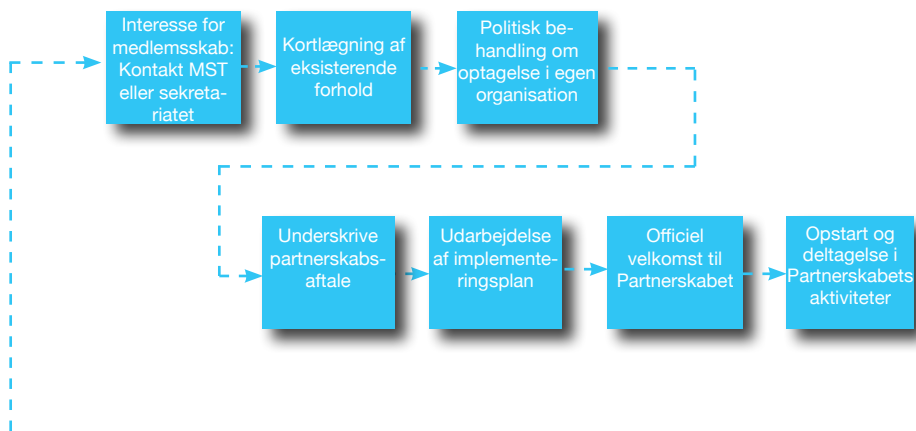 Interesse for
medlemsskab:
Kontakt MST
eller sekreta-
riatet
Kortlægning af
eksisterende
forhold
Politisk be-
handling om
optagelse i egen
organisation
Underskrive
partnerskabs-
aftale
Udarbejdelse
af implemente-
ringsplan
Officiel
velkomst til
Partnerskabet
Opstart og
deltagelse i
Partnerskabets
aktiviteter